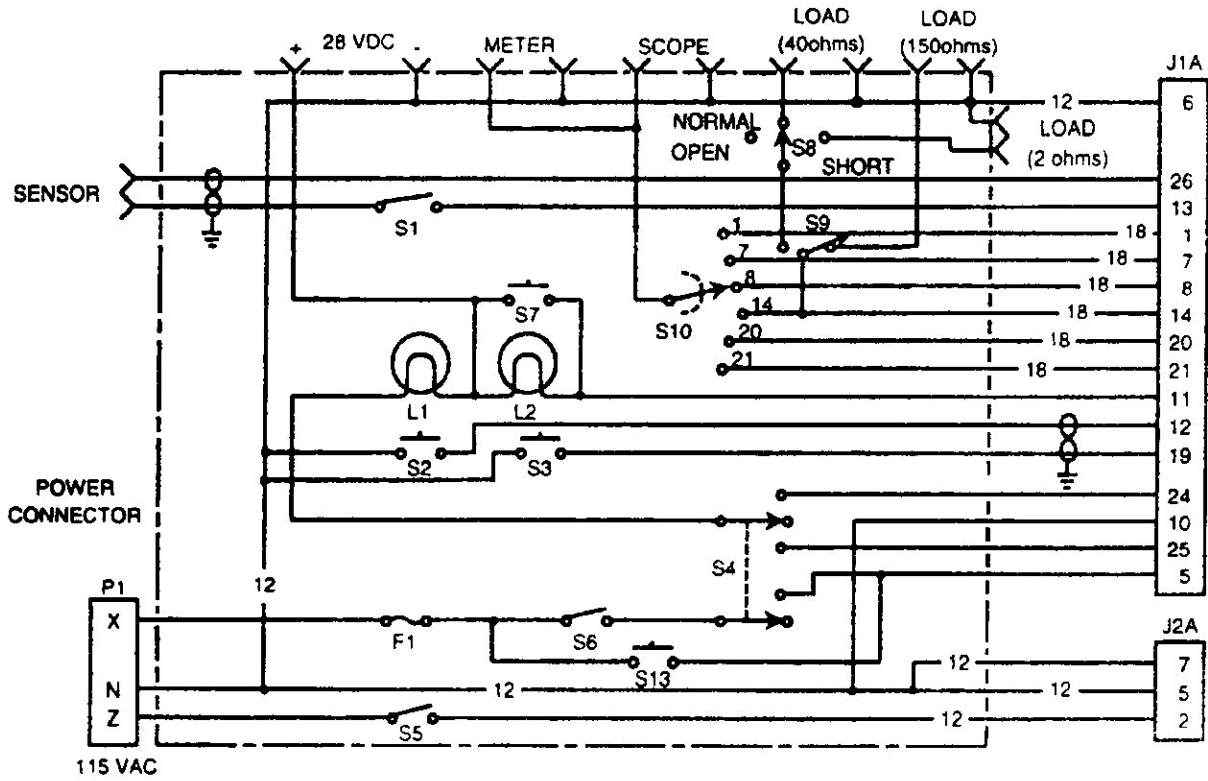 + 28 VDC - METER SCOPE LOAD (40ohms) LOAD (150ohms)
J1A
12 6
NORMAL
OPEN
S8
SHORT
LOAD
(2 ohms)
SENSOR
26
S1
13
1 S9 18 1
7 18 7
8 18 8
S7
S10
14 18 14
20 18 20
21 18 21
L1 L2 11
12
S2 S3 19
POWER
CONNECTOR
24
10
25
S4
12
5
P1
X F1 S6
J2A
S13
12 7
N 12 12 5
Z S5 12 2
115 VAC